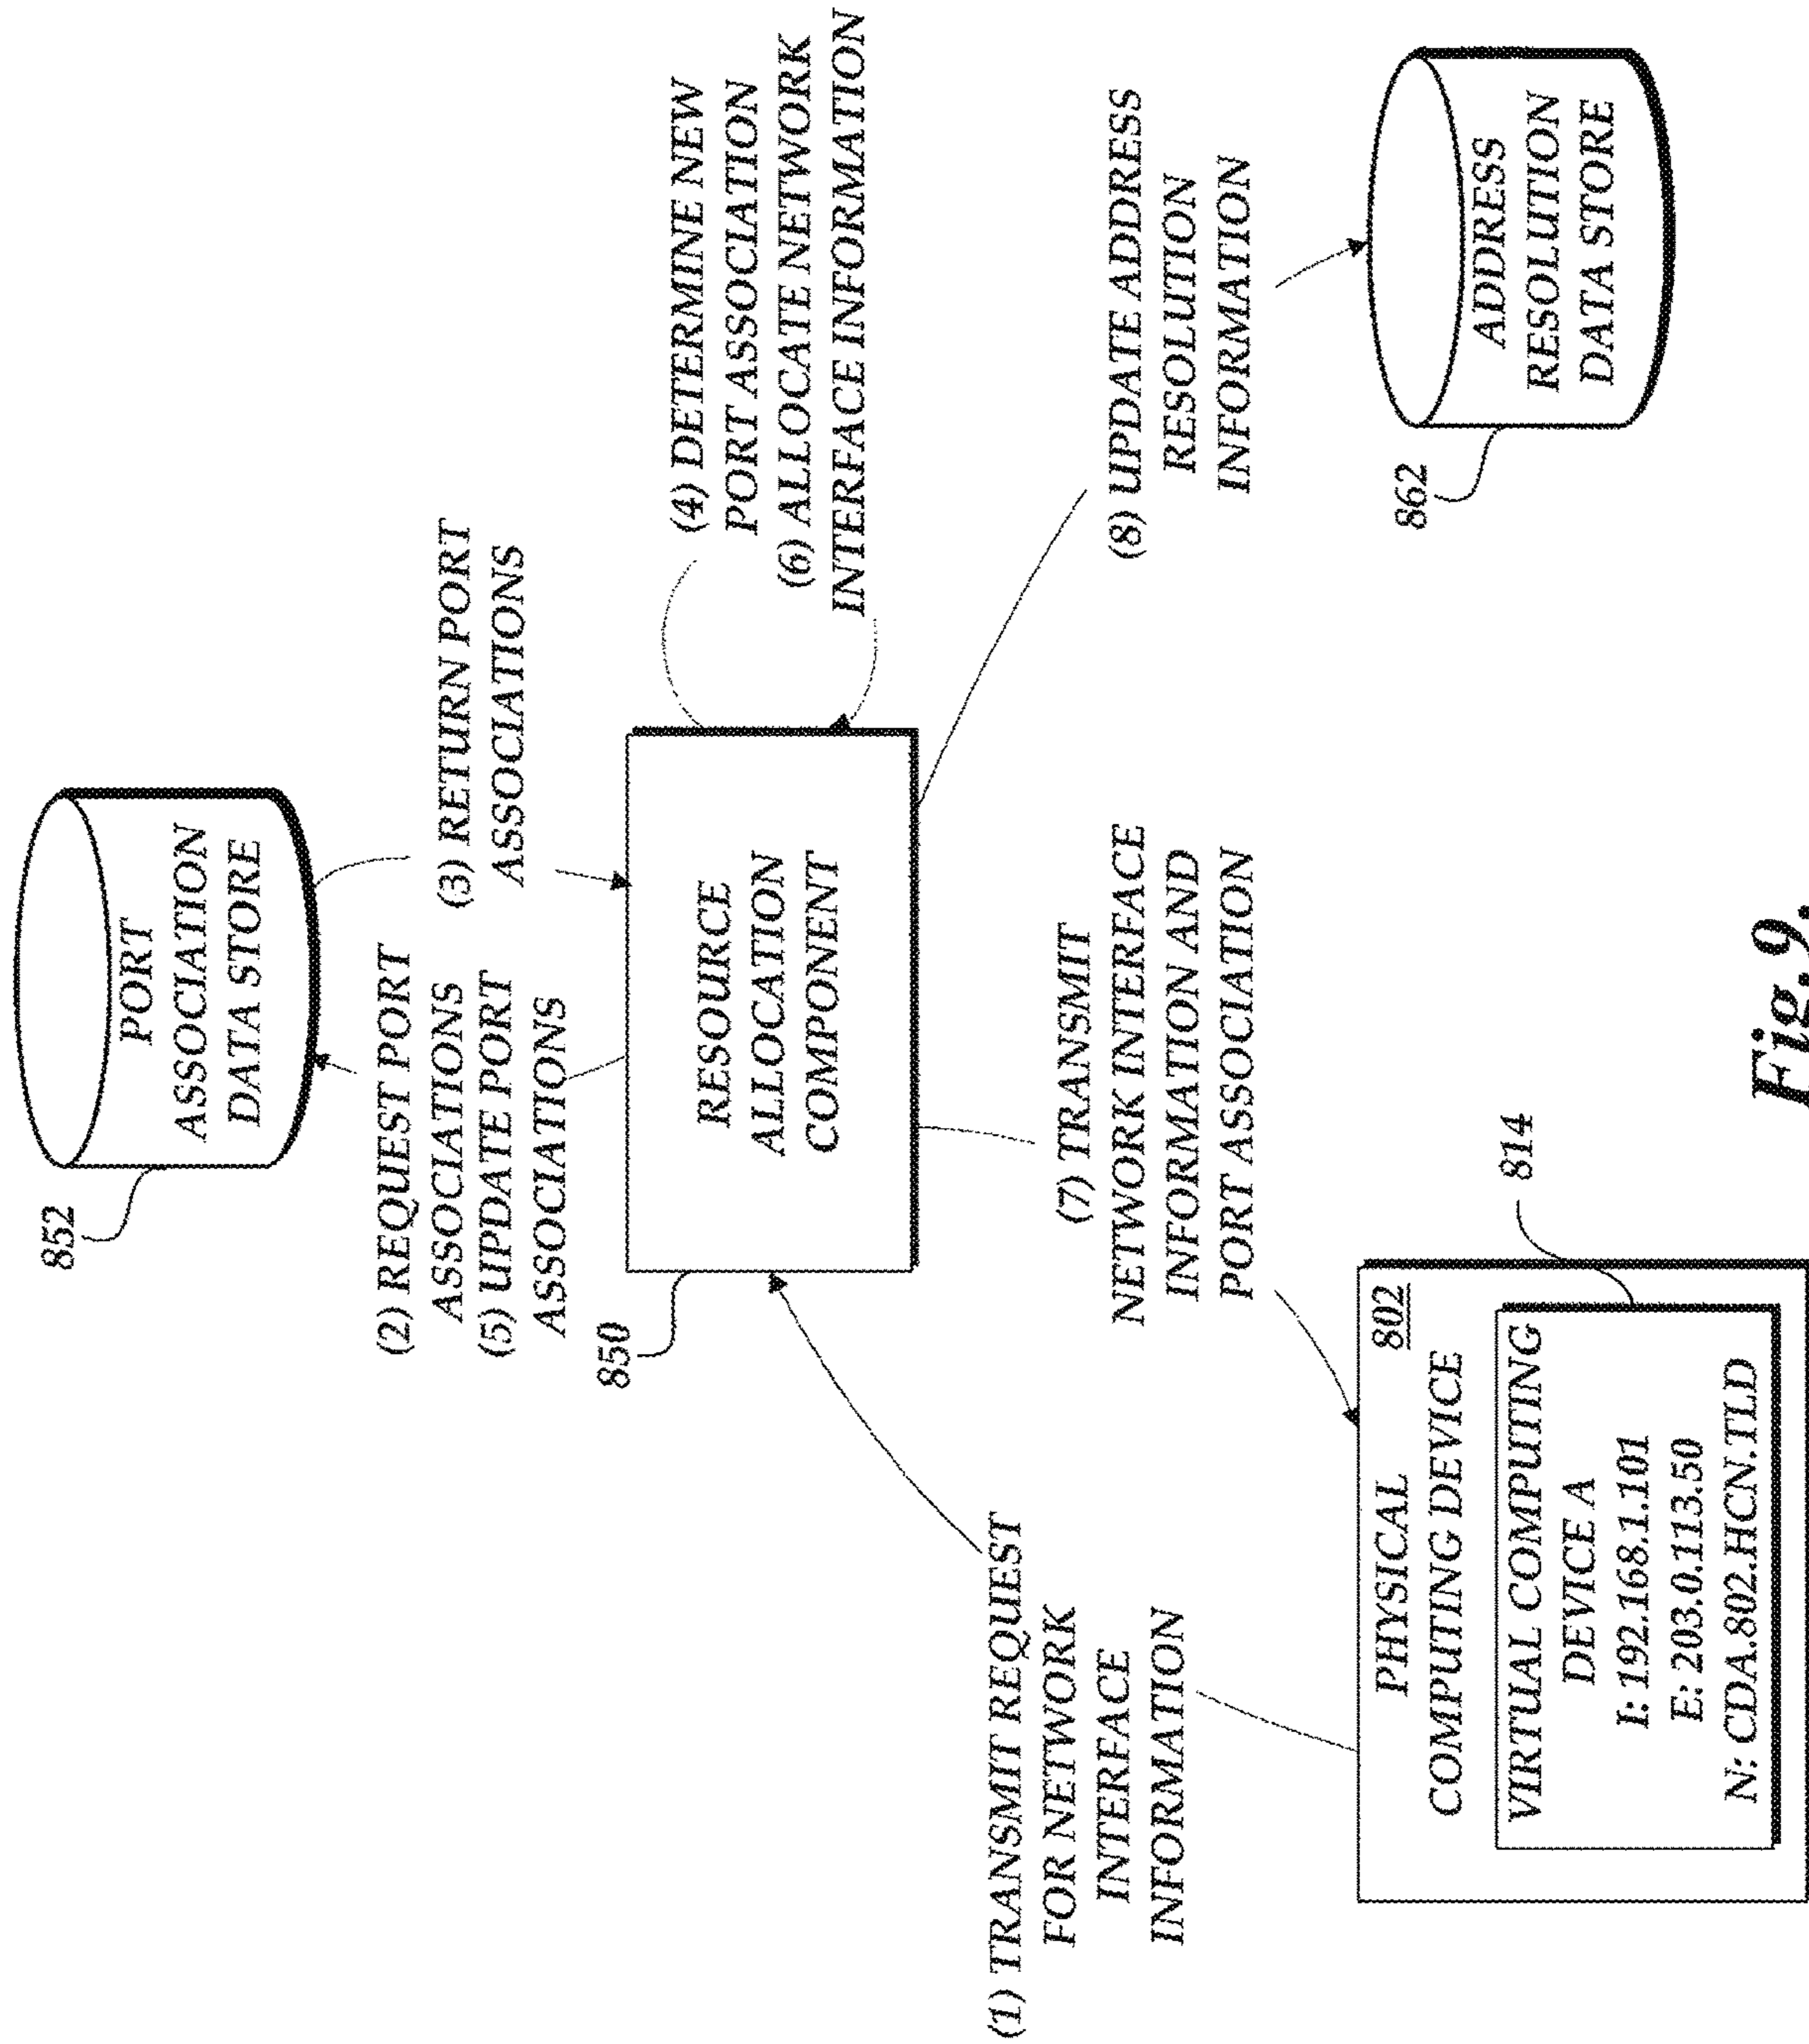 852
PORT
ASSOCIATION
DATA STORE
(2) REQUEST PORT
ASSOCIATIONS
(5) UPDATE PORT
ASSOCIATIONS
(3) RETURN PORT
ASSOCIATIONS
850
RESOURCE
ALLOCATION
COMPONENT
(4) DETERMINE NEW
PORT ASSOCIATION
(6) ALLOCATE NETWORK
INTERFACE INFORMATION
(1) TRANSMIT REQUEST
FOR NETWORK
INTERFACE
INFORMATION
(7) TRANSMIT
NETWORK INTERFACE
INFORMATION AND
PORT ASSOCIATION
(8) UPDATE ADDRESS
RESOLUTION
INFORMATION
PHYSICAL
COMPUTING DEVICE
802
VIRTUAL COMPUTING
DEVICE A
I: 192.168.1.101
E: 203.0.113.50
N: CDA.802.HCN.TLD
814
862
ADDRESS
RESOLUTION
DATA STORE
Fig.9.